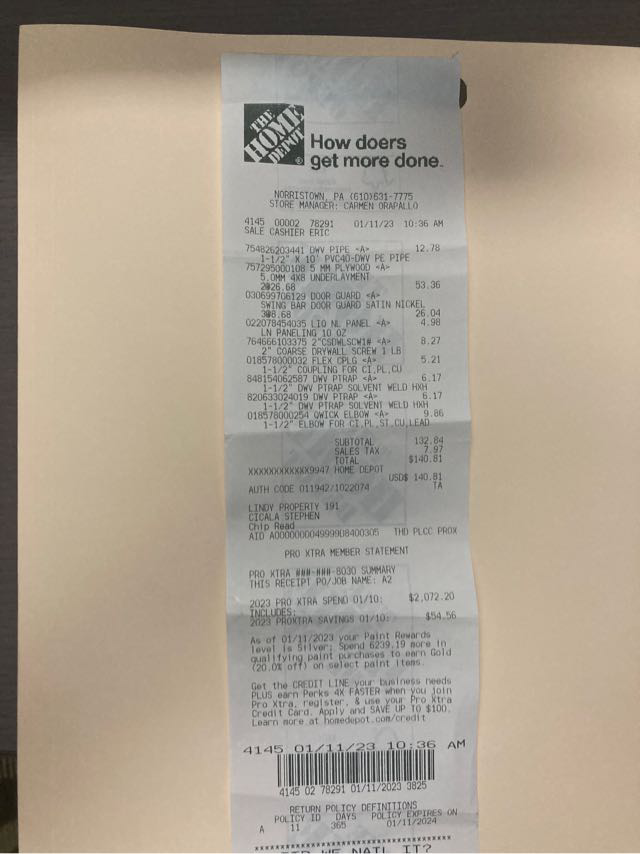 THE
HOME
DEPOT
How doers
get more done.
NORRISTOWN, PA (610)631-7775
STORE MANAGER: CARMEN ORAPALLO
4145 00002 78291 01/11/23 10:36 AM
SALE CASHIER ERIC
754826203441 DWV PIPE <A> 12.78
1-1/2" X 10' PVC40-DWV PE PIPE
757295000108 5 MM PLYWOOD <A>
5.0MM 4X8 UNDERLAYMENT
2@26.68 53.36
030699706129 DOOR GUARD <A>
SWING BAR DOOR GUARD SATIN NICKEL
3@8.68 26.04
022078454035 LIQ NL PANEL <A> 4.98
LN PANELING 10 OZ
764666103375 2"CSDWLSCW1# <A> 8.27
2" COARSE DRYWALL SCREW 1 LB
018578000032 FLEX CPLG <A> 5.21
1-1/2" COUPLING FOR CI,PL,CU
848154062587 DWV PTRAP <A> 6.17
1-1/2" DWV PTRAP SOLVENT WELD HXH
820633024019 DWV PTRAP <A> 6.17
1-1/2" DWV PTRAP SOLVENT WELD HXH
018578000254 QWICK ELBOW <A> 9.86
1-1/2" ELBOW FOR CI,PL,ST,CU,LEAD
SUBTOTAL 132.84
SALES TAX 7.97
TOTAL $140.81
XXXXXXXXXXXX9947 HOME DEPOT
USD$ 140.81
AUTH CODE 011942/1022074 TA
LINDY PROPERTY 191
CICALA STEPHEN
Chip Read
AID A0000000049999D8400305 THD PLCC PROX
PRO XTRA MEMBER STATEMENT
PRO XTRA ###-###-8030 SUMMARY
THIS RECEIPT PO/JOB NAME: A2
2023 PRO XTRA SPEND 01/10: $2,072.20
INCLUDES:
2023 PROXTRA SAVINGS 01/10: $54.56
As of 01/11/2023 your Paint Rewards
level is Silver; Spend 6239.19 more in
qualifying paint purchases to earn Gold
(20.0% off) on select paint items.
Get the CREDIT LINE your business needs
PLUS earn Perks 4X FASTER when you join
Pro Xtra, register, & use your Pro Xtra
Credit Card. Apply and SAVE UP TO $100.
Learn more at homedepot.com/credit
4145 01/11/23 10:36 AM
4145 02 78291 01/11/2023 3825
RETURN POLICY DEFINITIONS
POLICY ID DAYS POLICY EXPIRES ON
A 11 365 01/11/2024
WE NAIL IT?